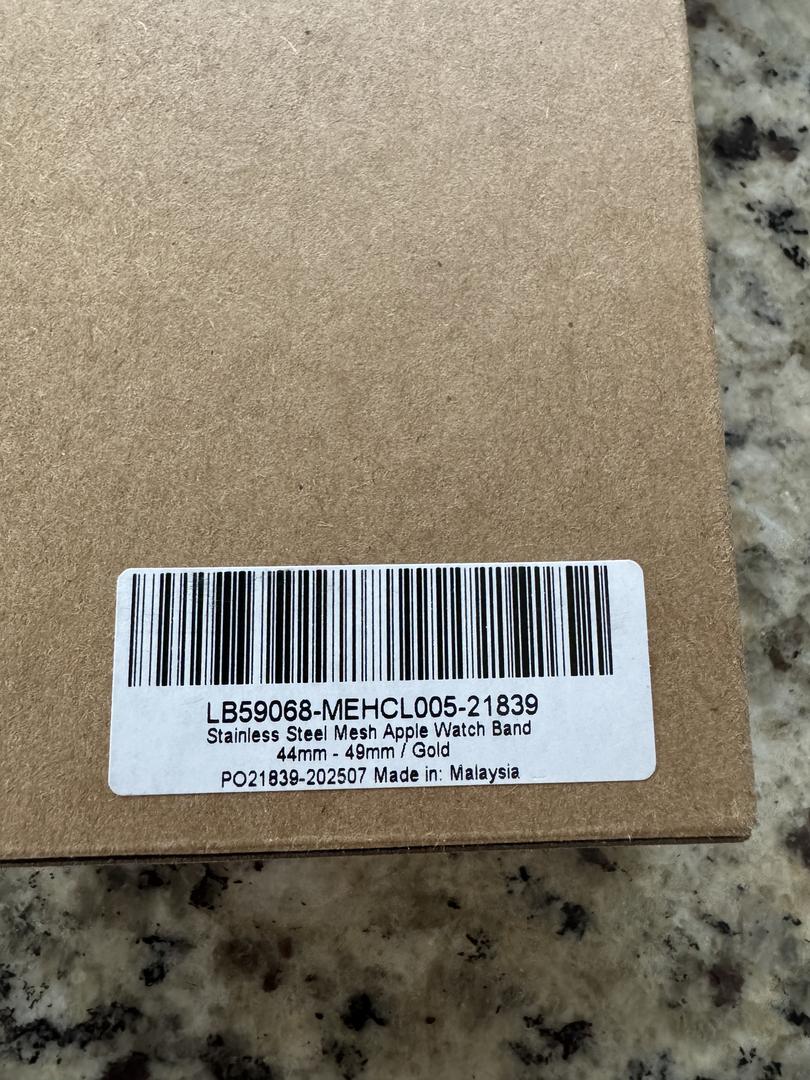 LB59068-MEHCL005-21839
Stainless Steel Mesh Apple Watch Band
44mm - 49mm / Gold
PO21839-202507 Made in: Malaysia